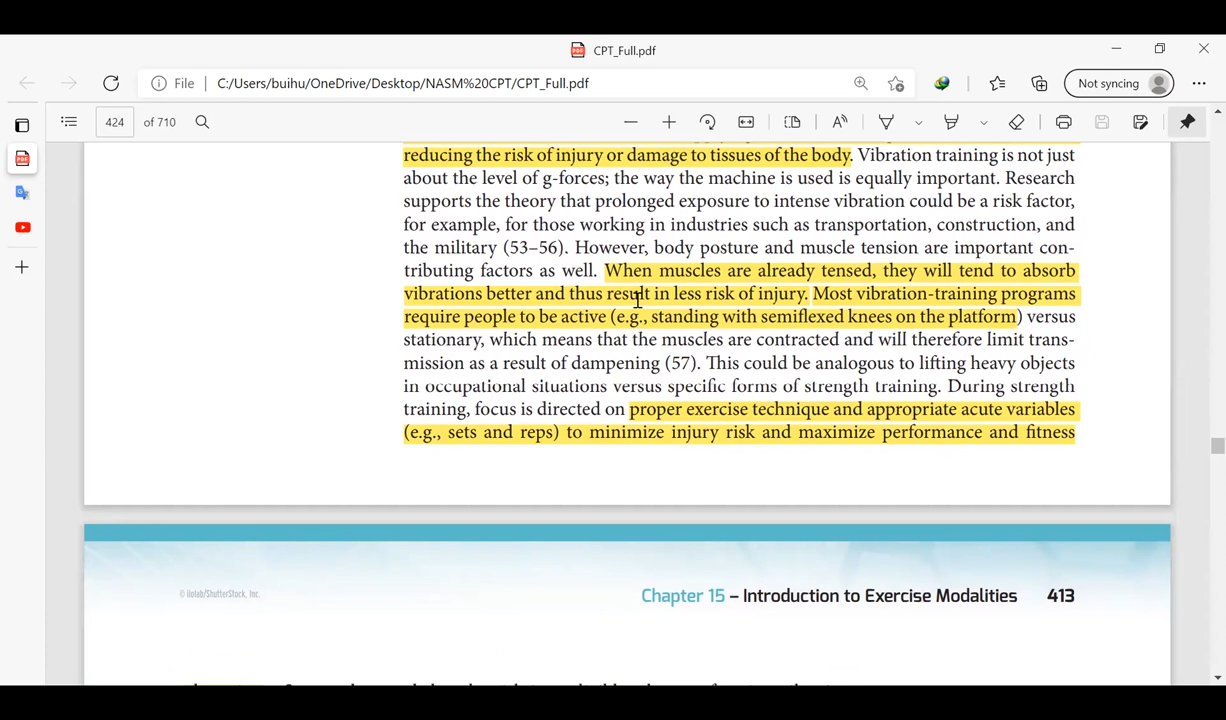 CPT_Full.pdf
File
C:/Users/buihu/OneDrive/Desktop/NASM%20CPT/CPT_Full.pdf
Not syncing
424 of 710
reducing the risk of injury or damage to tissues of the body. Vibration training is not just
about the level of g-forces; the way the machine is used is equally important. Research
supports the theory that prolonged exposure to intense vibration could be a risk factor,
for example, for those working in industries such as transportation, construction, and
the military (53–56). However, body posture and muscle tension are important con-
tributing factors as well. When muscles are already tensed, they will tend to absorb
vibrations better and thus result in less risk of injury. Most vibration-training programs
require people to be active (e.g., standing with semiflexed knees on the platform) versus
stationary, which means that the muscles are contracted and will therefore limit trans-
mission as a result of dampening (57). This could be analogous to lifting heavy objects
in occupational situations versus specific forms of strength training. During strength
training, focus is directed on proper exercise technique and appropriate acute variables
(e.g., sets and reps) to minimize injury risk and maximize performance and fitness
© ilolab/ShutterStock, Inc.
Chapter 15 – Introduction to Exercise Modalities 413